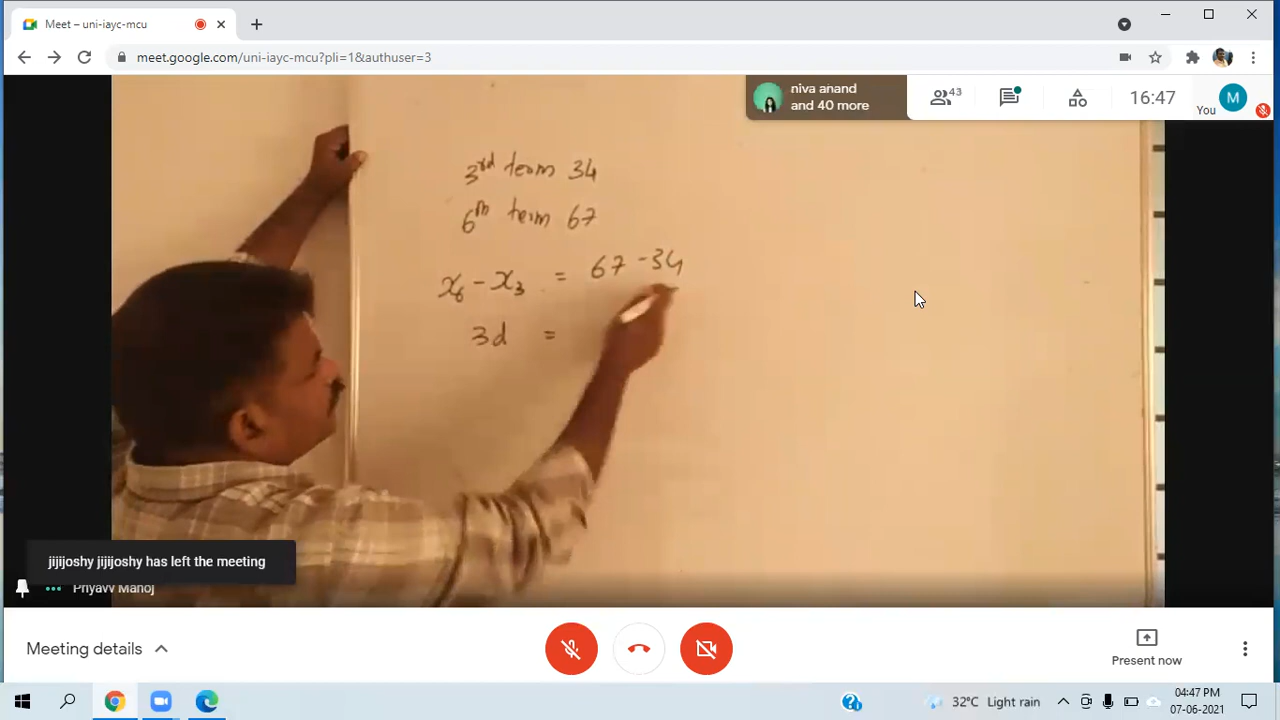 Meet – uni-iayc-mcu
meet.google.com/uni-iayc-mcu?pli=1&authuser=3
niva anand
and 40 more
43
16:47
You
M
3rd term 34
6th term 67
x6 - x3 = 67 - 34
3d =
jijijoshy jijijoshy has left the meeting
Priyavv Manoj
Meeting details
Present now
32°C Light rain
04:47 PM
07-06-2021